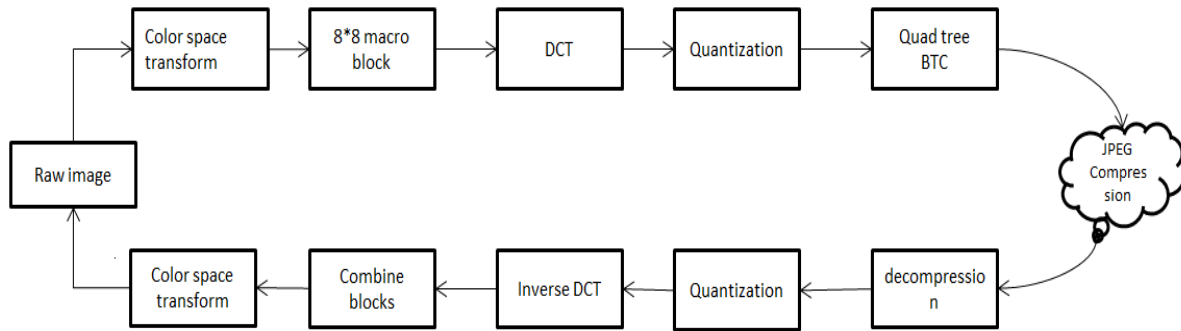 Color space
transform
8*8 macro
block
DCT
Quantization
Quad tree
BTC
Raw image
JPEG
Compres
sion
Color space
transform
Combine
blocks
Inverse DCT
Quantization
decompressio
n